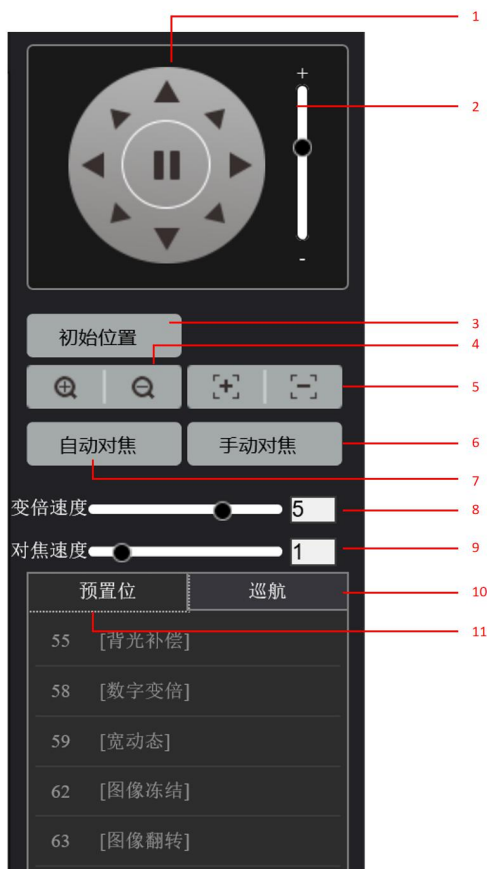 1
+
2
-
初始位置
3
4
5
自动对焦
手动对焦
6
7
变倍速度
5
8
对焦速度
1
9
预置位
巡航
10
11
55 [背光补偿]
58 [数字变倍]
59 [宽动态]
62 [图像冻结]
63 [图像翻转]